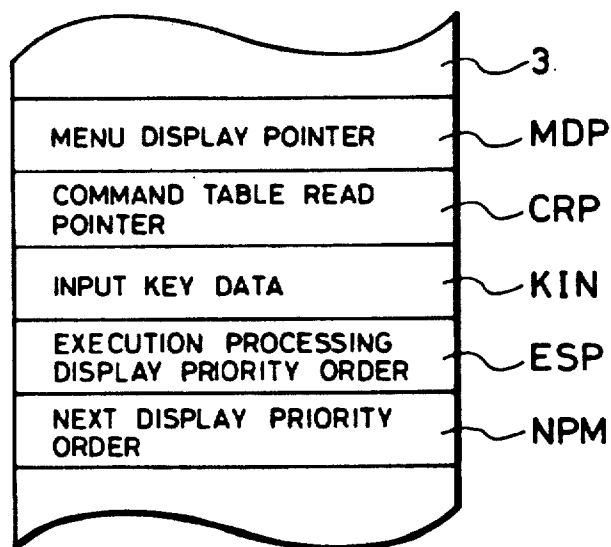 3
MENU DISPLAY POINTER
MDP
COMMAND TABLE READ
POINTER
CRP
INPUT KEY DATA
KIN
EXECUTION PROCESSING
DISPLAY PRIORITY ORDER
ESP
NEXT DISPLAY PRIORITY
ORDER
NPM